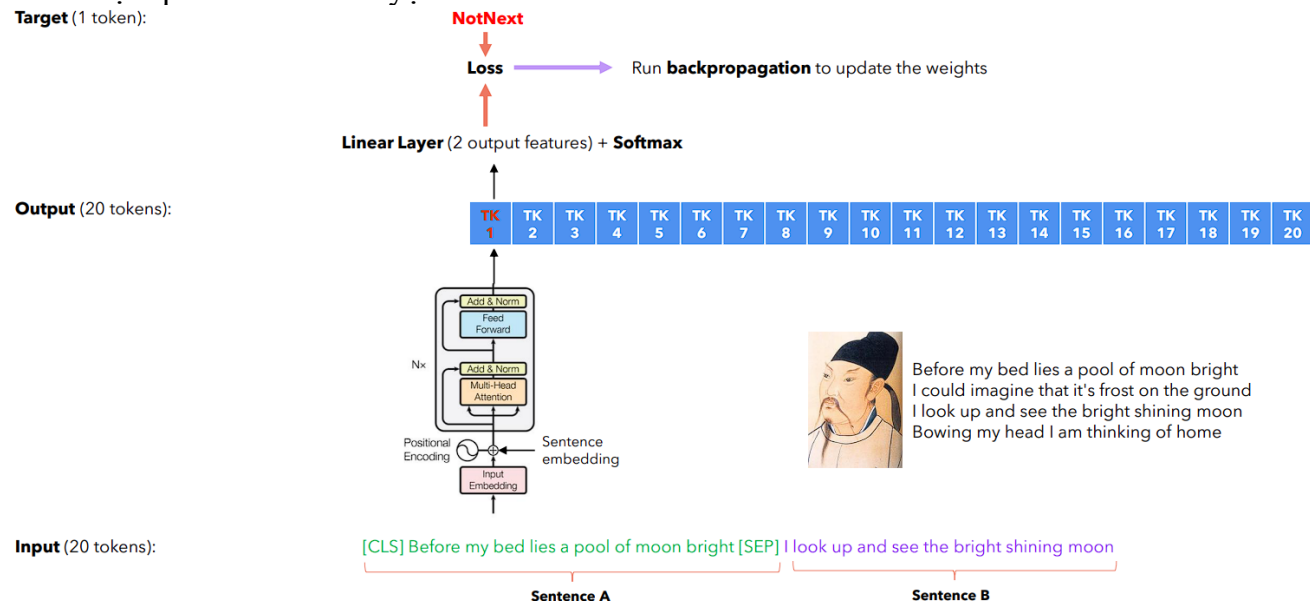 Target (1 token):
NotNext
Loss
Run backpropagation to update the weights
Linear Layer (2 output features) + Softmax
Output (20 tokens):
TK 1 TK 2 TK 3 TK 4 TK 5 TK 6 TK 7 TK 8 TK 9 TK 10 TK 11 TK 12 TK 13 TK 14 TK 15 TK 16 TK 17 TK 18 TK 19 TK 20
Add & Norm
Feed
Forward
Nx
Add & Norm
Multi-Head
Attention
Positional
Encoding
Sentence
embedding
Input
Embedding
Before my bed lies a pool of moon bright
I could imagine that it's frost on the ground
I look up and see the bright shining moon
Bowing my head I am thinking of home
Input (20 tokens):
[CLS] Before my bed lies a pool of moon bright [SEP] I look up and see the bright shining moon
Sentence A
Sentence B